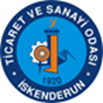 TİCARET VE SANAYİ ODASI
1920
İSKENDERUN